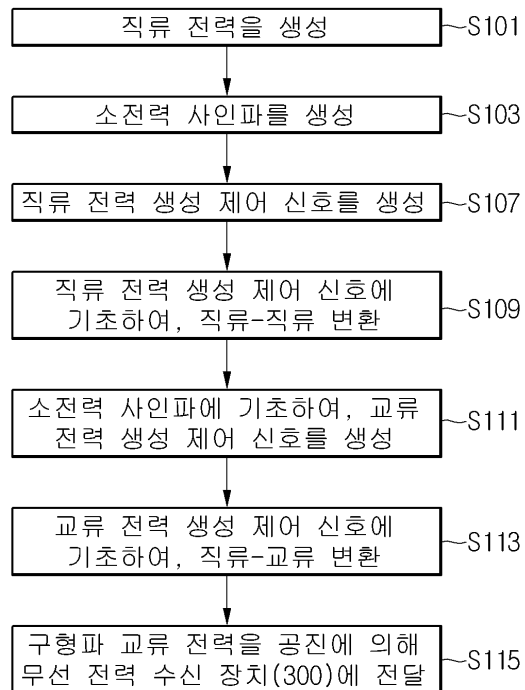 직류 전력을 생성 S101
소전력 사인파를 생성 S103
직류 전력 생성 제어 신호를 생성 S107
직류 전력 생성 제어 신호에
기초하여, 직류-직류 변환 S109
소전력 사인파에 기초하여, 교류
전력 생성 제어 신호를 생성 S111
교류 전력 생성 제어 신호에
기초하여, 직류-교류 변환 S113
구형파 교류 전력을 공진에 의해
무선 전력 수신 장치(300)에 전달 S115